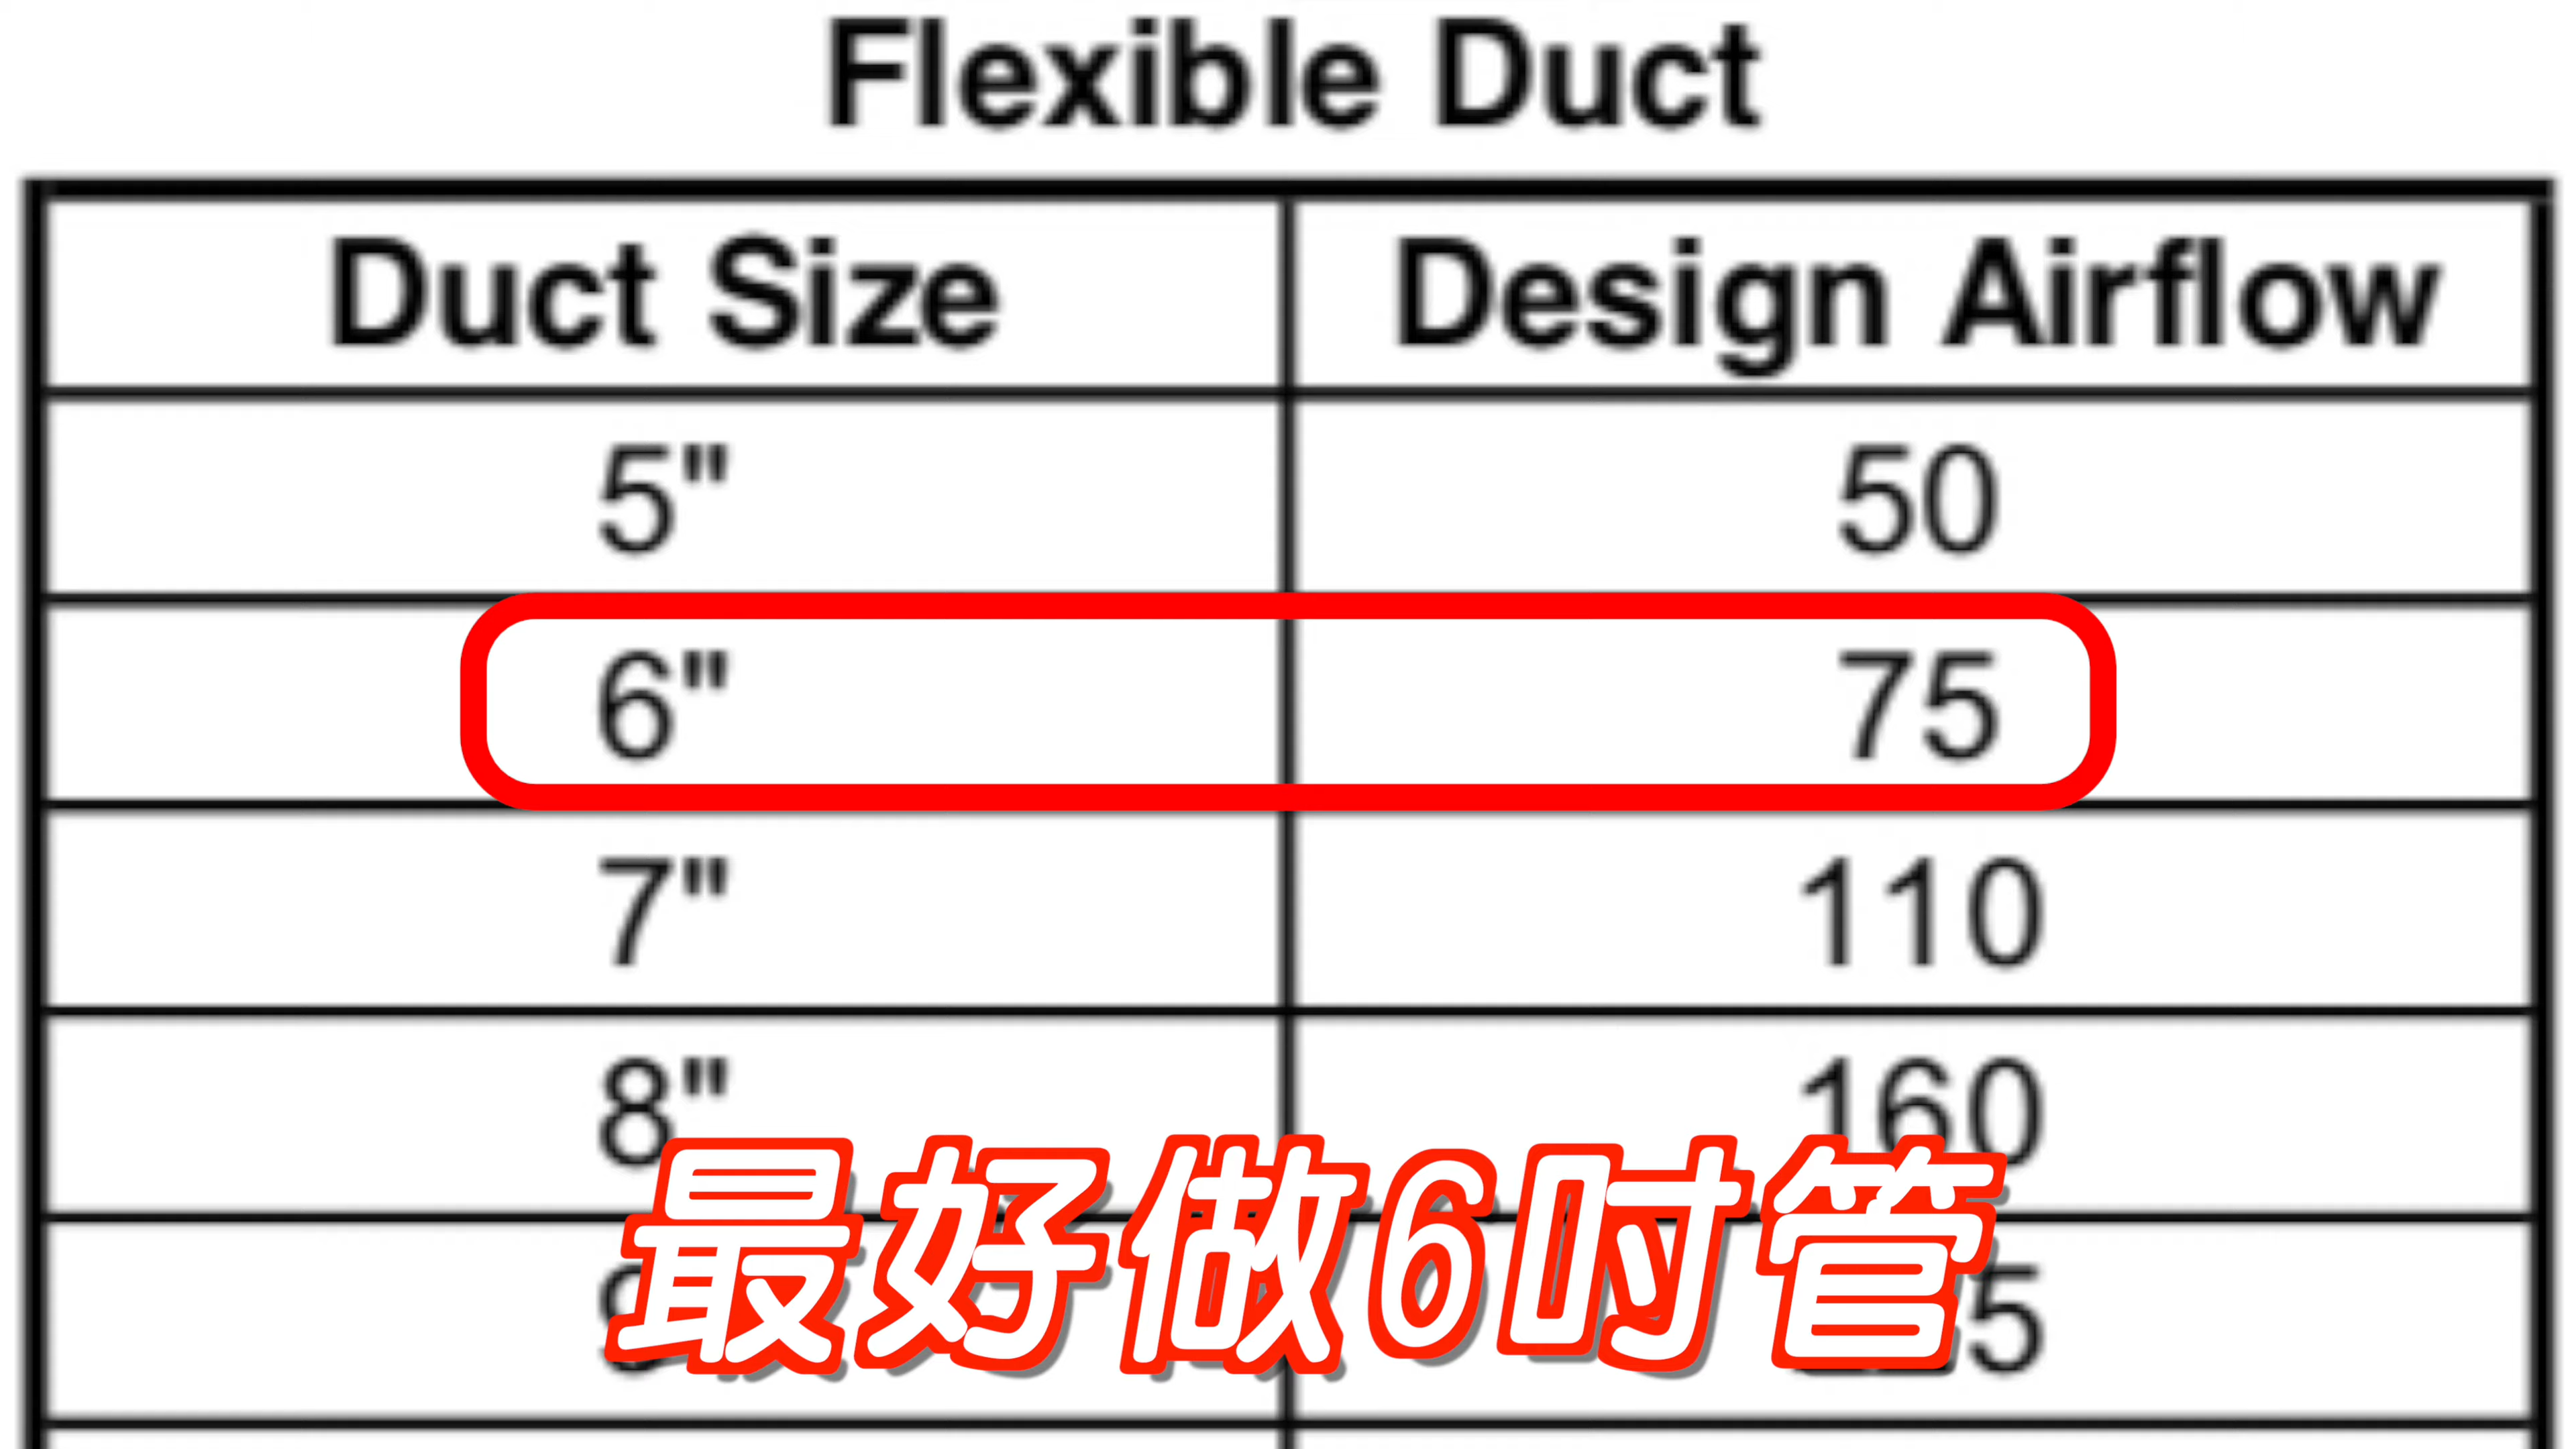 Flexible Duct
Duct Size Design Airflow
5" 50
6" 75
7" 110
8" 160
最好做6吋管